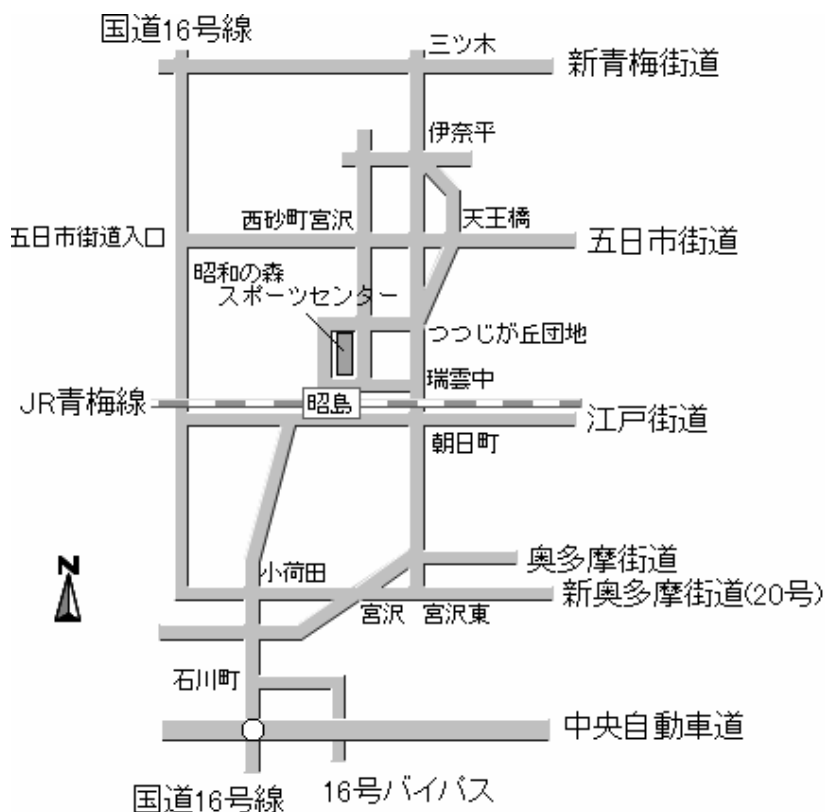 国道16号線
三ツ木
新青梅街道
伊奈平
西砂町宮沢
天王橋
五日市街道入口
五日市街道
昭和の森
スポーツセンター
つつじが丘団地
瑞雲中
JR青梅線
昭島
江戸街道
朝日町
N
奥多摩街道
小荷田
新奥多摩街道(20号)
宮沢
宮沢東
石川町
中央自動車道
国道16号線
16号バイパス